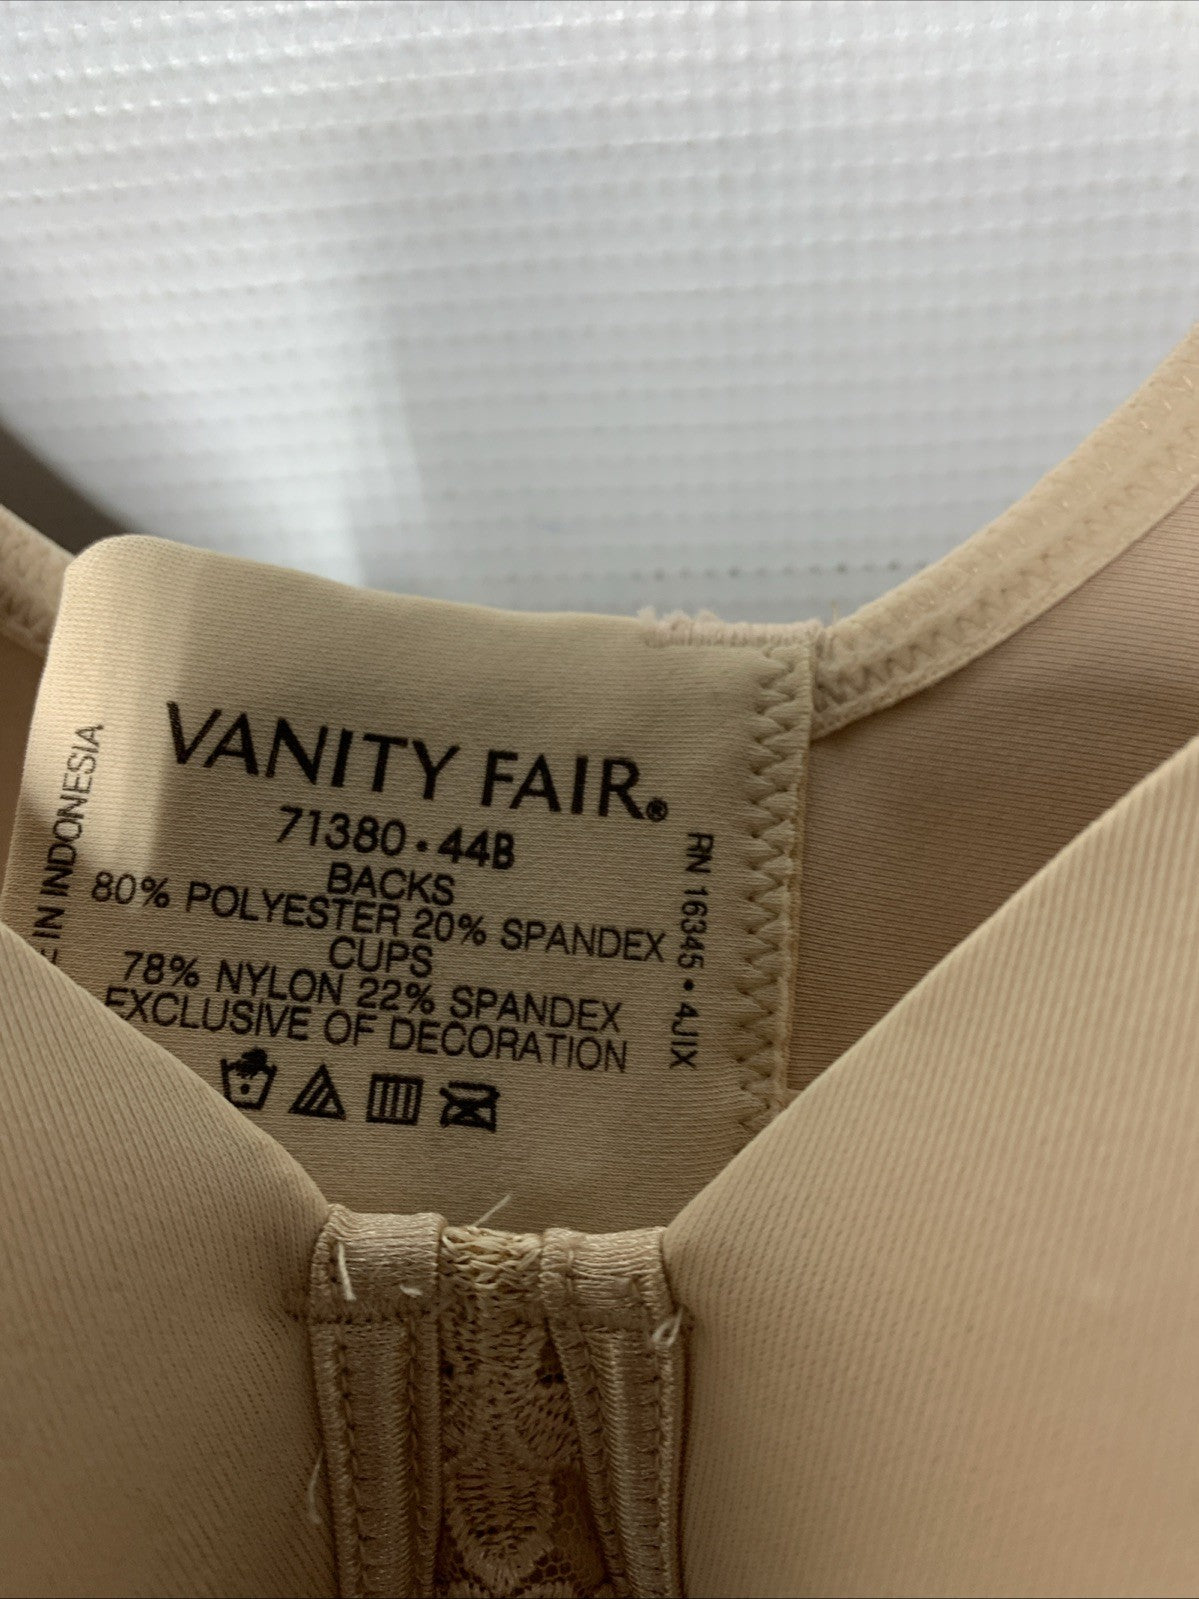 VANITY FAIR®
71380 • 44B
BACKS
80% POLYESTER 20% SPANDEX
CUPS
78% NYLON 22% SPANDEX
EXCLUSIVE OF DECORATION
IN INDONESIA
RN 16345 • 4JIX